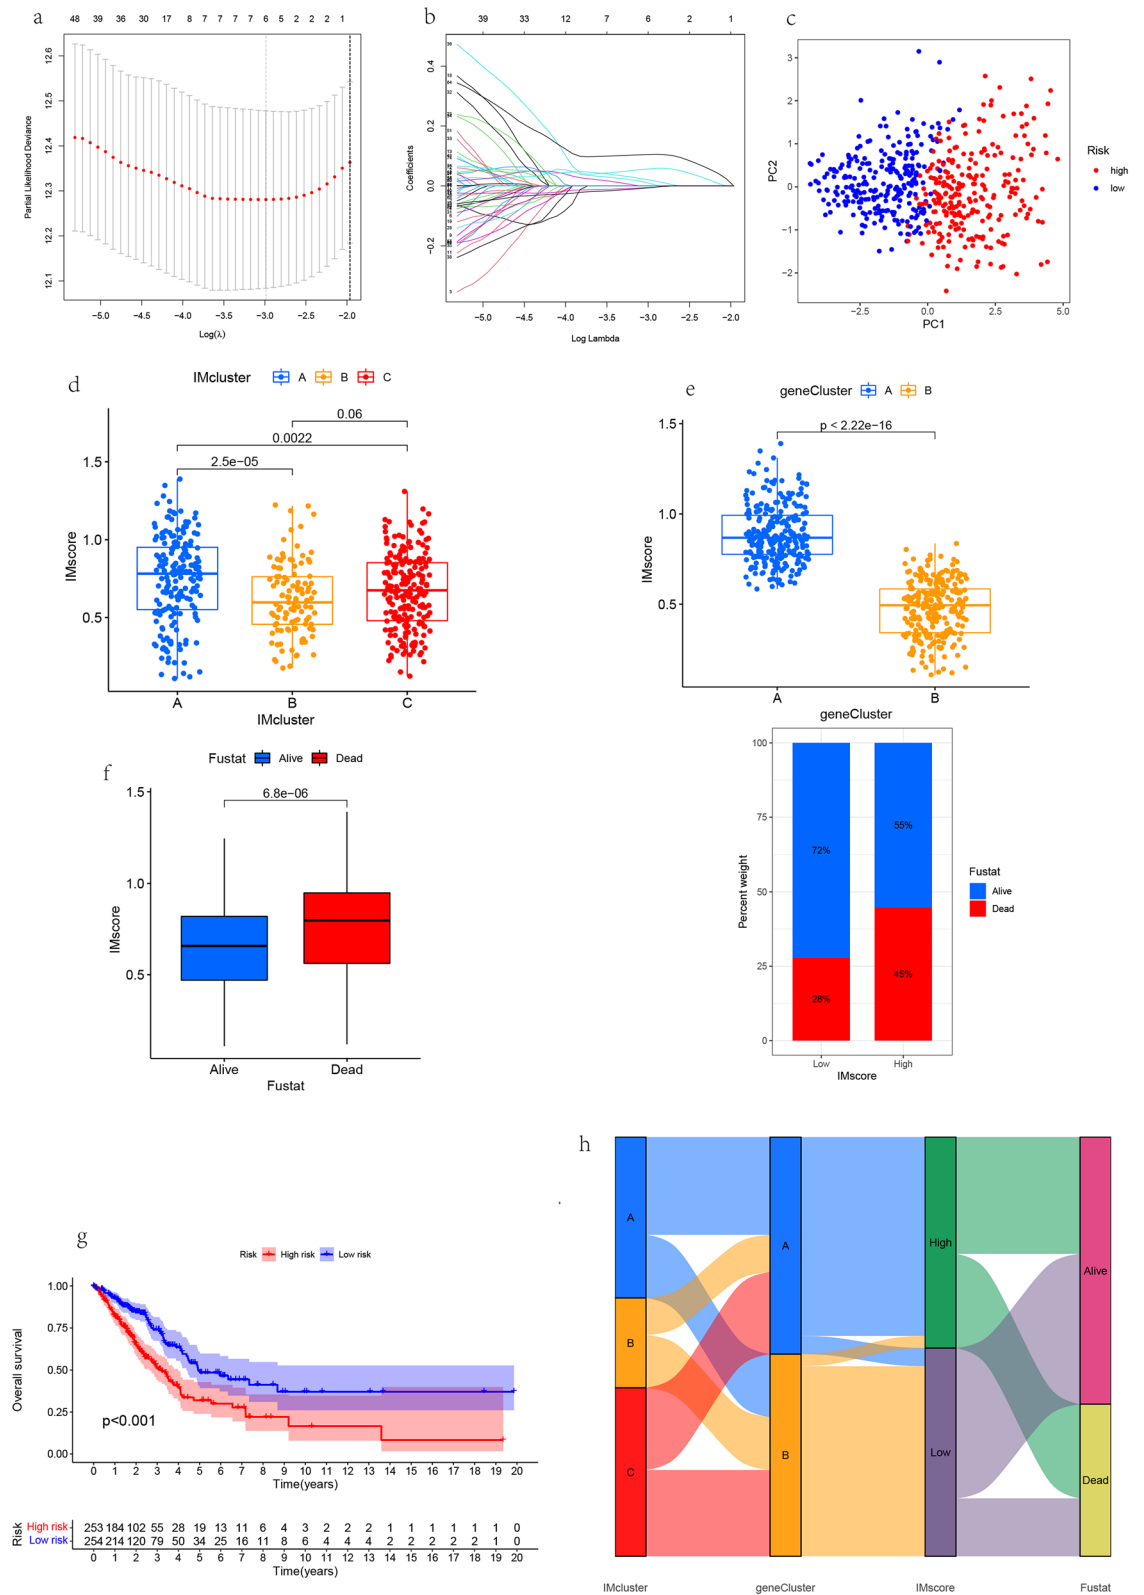 a
48 39 36 30 17 8 7 7 7 6 5 2 2 2 1
12.6
12.5
12.4
12.3
12.2
12.1
Partial Likelihood Deviance
−5.0 −4.5 −4.0 −3.5 −3.0 −2.5 −2.0
Log(λ)
b
39 33 12 7 6 2 1
0.4
0.2
0.0
−0.2
Coefficients
−5.0 −4.5 −4.0 −3.5 −3.0 −2.5 −2.0
Log Lambda
c
3
2
1
0
−1
−2
PC2
−2.5 0.0 2.5 5.0
PC1
Risk
high
low
d
IMcluster A B C
0.06
0.0022
2.5e−05
1.5
1.0
0.5
IMscore
A B C
IMcluster
e
geneCluster A B
p < 2.22e−16
1.5
1.0
0.5
IMscore
A B
geneCluster
f
Fustat Alive Dead
6.8e−06
1.5
1.0
0.5
IMscore
Alive Dead
Fustat
100
75
50
25
0
Percent weight
72%
28%
55%
45%
Low High
IMscore
Fustat
Alive
Dead
g
Risk High risk Low risk
1.00
0.75
0.50
0.25
0.00
Overall survival
p<0.001
0 1 2 3 4 5 6 7 8 9 10 11 12 13 14 15 16 17 18 19 20
Time(years)
Risk
High risk 253 184 102 55 28 19 13 11 6 4 3 2 2 2 1 1 1 1 1 1 0
Low risk 254 214 120 79 50 34 25 16 11 8 6 4 4 4 2 2 2 2 2 1 0
0 1 2 3 4 5 6 7 8 9 10 11 12 13 14 15 16 17 18 19 20
Time(years)
h
A
B
C
A
B
High
Low
Alive
Dead
IMcluster geneCluster IMscore Fustat